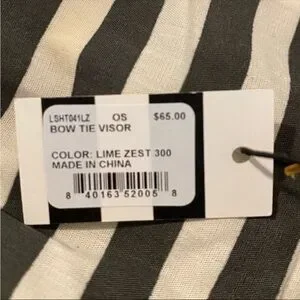 LSHT041LZ OS $65.00
BOW TIE VISOR
COLOR: LIME ZEST 300
MADE IN CHINA
8 40163 52005 8